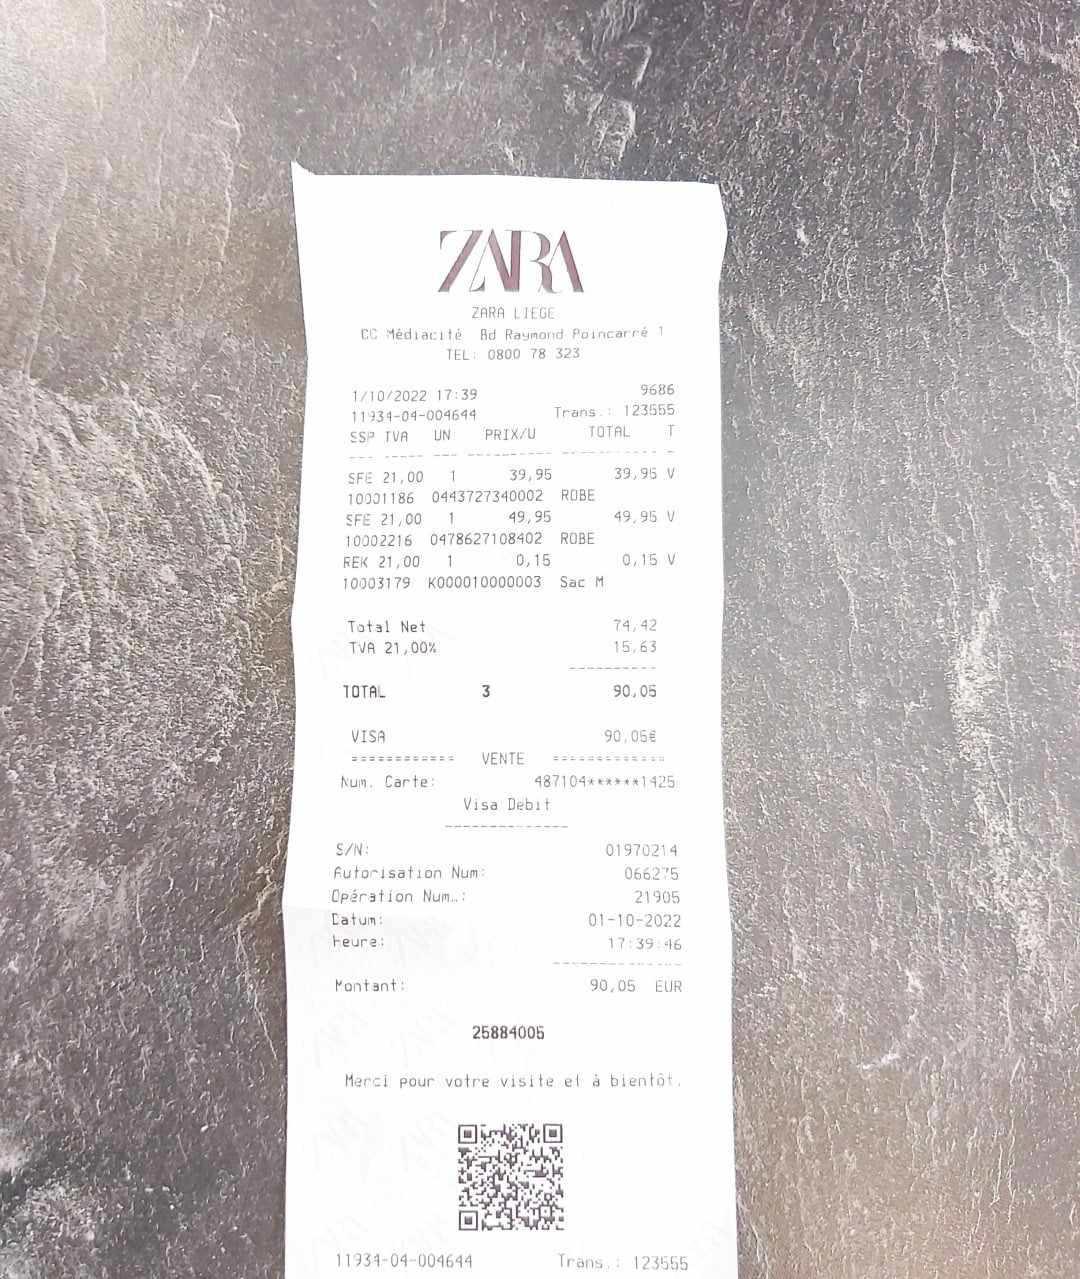 ZARA
ZARA LIEGE
CC Médiacité Bd Raymond Poincarré 1
TEL: 0800 78 323
1/10/2022 17:39 9686
11934-04-004644 Trans.: 123555
SSP TVA UN PRIX/U TOTAL T
--- ----- --- ---------- ----------- -
SFE 21,00 1 39,95 39,95 V
10001186 0443727340002 ROBE
SFE 21,00 1 49,95 49,95 V
10002216 0478627108402 ROBE
REK 21,00 1 0,15 0,15 V
10003179 K000010000003 Sac M
Total Net 74,42
TVA 21,00% 15,63
----------
TOTAL 3 90,05
VISA 90,05€
============ VENTE =============
Num. Carte: 487104******1425
Visa Debit
--------------
S/N: 01970214
Autorisation Num: 066275
Opération Num..: 21905
Datum: 01-10-2022
Heure: 17:39:46
---------------
Montant: 90,05 EUR
25884005
Merci pour votre visite et à bientôt.
11934-04-004644 Trans.: 123555